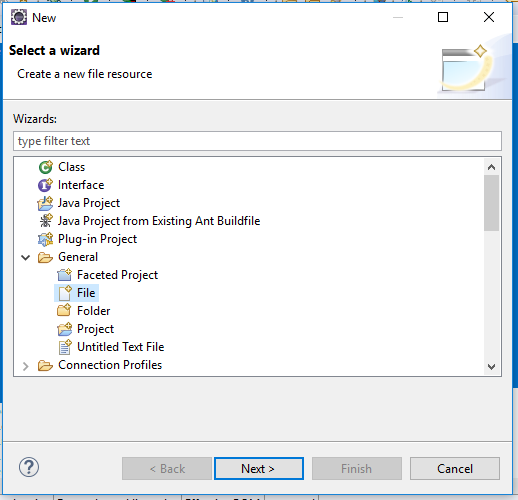 New
Select a wizard
Create a new file resource
Wizards:
type filter text
Class
Interface
Java Project
Java Project from Existing Ant Buildfile
Plug-in Project
General
Faceted Project
File
Folder
Project
Untitled Text File
Connection Profiles
< Back Next > Finish Cancel